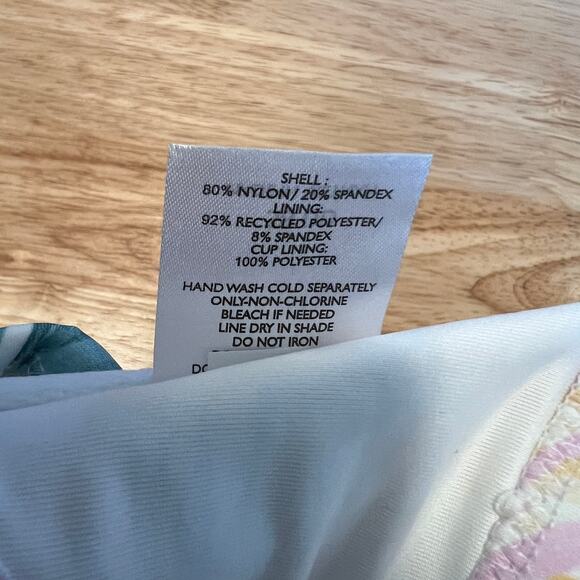 SHELL :
80% NYLON/ 20% SPANDEX
LINING:
92% RECYCLED POLYESTER/
8% SPANDEX
CUP LINING:
100% POLYESTER
HAND WASH COLD SEPARATELY
ONLY-NON-CHLORINE
BLEACH IF NEEDED
LINE DRY IN SHADE
DO NOT IRON